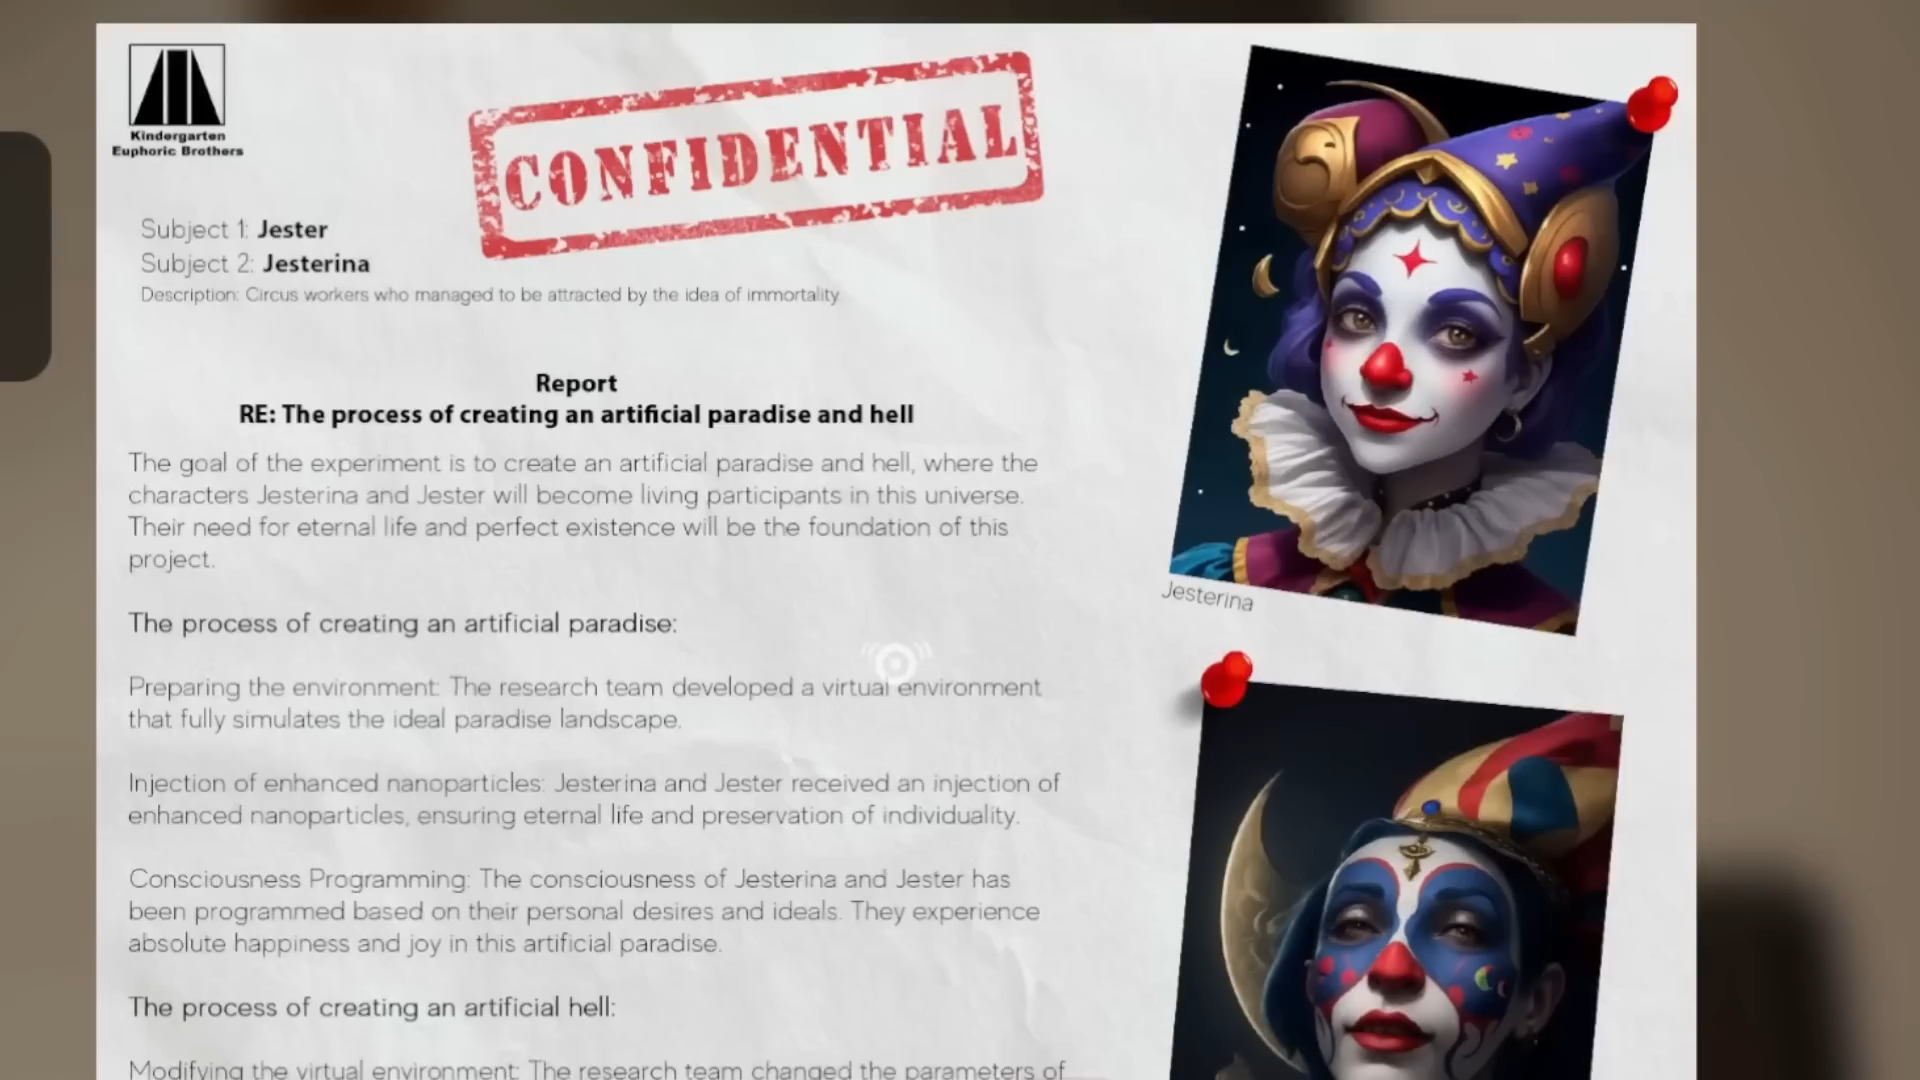 Kindergarten
Euphoric Brothers
CONFIDENTIAL
Subject 1: Jester
Subject 2: Jesterina
Description: Circus workers who managed to be attracted by the idea of immortality
Report
RE: The process of creating an artificial paradise and hell
The goal of the experiment is to create an artificial paradise and hell, where the
characters Jesterina and Jester will become living participants in this universe.
Their need for eternal life and perfect existence will be the foundation of this
project.
The process of creating an artificial paradise:
Preparing the environment: The research team developed a virtual environment
that fully simulates the ideal paradise landscape.
Injection of enhanced nanoparticles: Jesterina and Jester received an injection of
enhanced nanoparticles, ensuring eternal life and preservation of individuality.
Consciousness Programming: The consciousness of Jesterina and Jester has
been programmed based on their personal desires and ideals. They experience
absolute happiness and joy in this artificial paradise.
The process of creating an artificial hell:
Modifying the virtual environment: The research team changed the parameters of
Jesterina